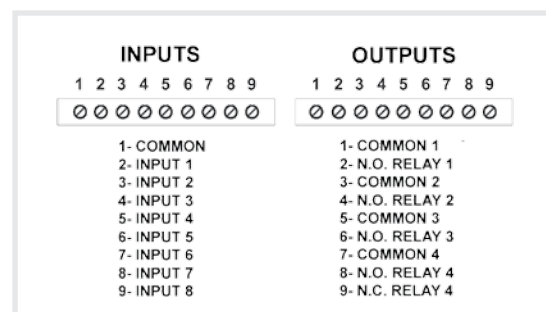 INPUTS
1 2 3 4 5 6 7 8 9
1- COMMON
2- INPUT 1
3- INPUT 2
4- INPUT 3
5- INPUT 4
6- INPUT 5
7- INPUT 6
8- INPUT 7
9- INPUT 8
OUTPUTS
1 2 3 4 5 6 7 8 9
1- COMMON 1
2- N.O. RELAY 1
3- COMMON 2
4- N.O. RELAY 2
5- COMMON 3
6- N.O. RELAY 3
7- COMMON 4
8- N.O. RELAY 4
9- N.C. RELAY 4